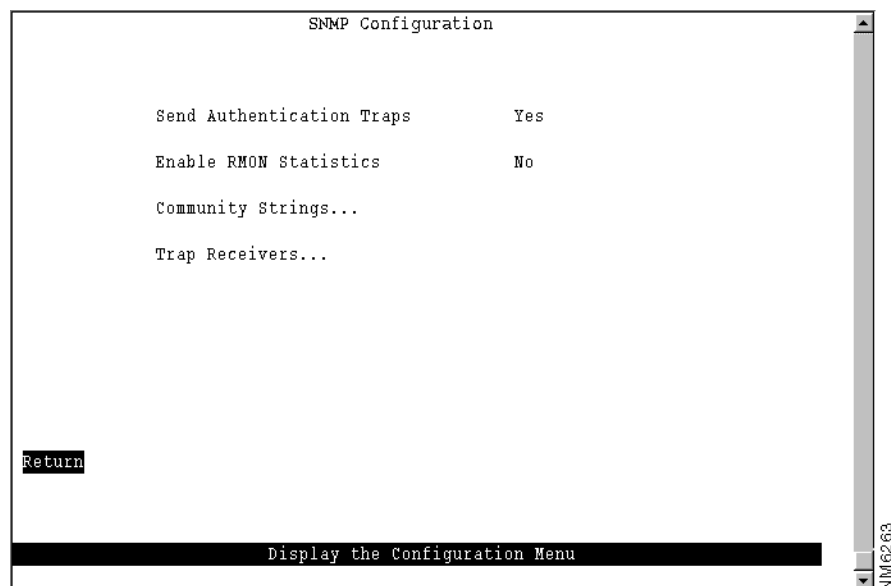 SNMP Configuration
Send Authentication Traps Yes
Enable RMON Statistics No
Community Strings...
Trap Receivers...
Return
Display the Configuration Menu
NM6263